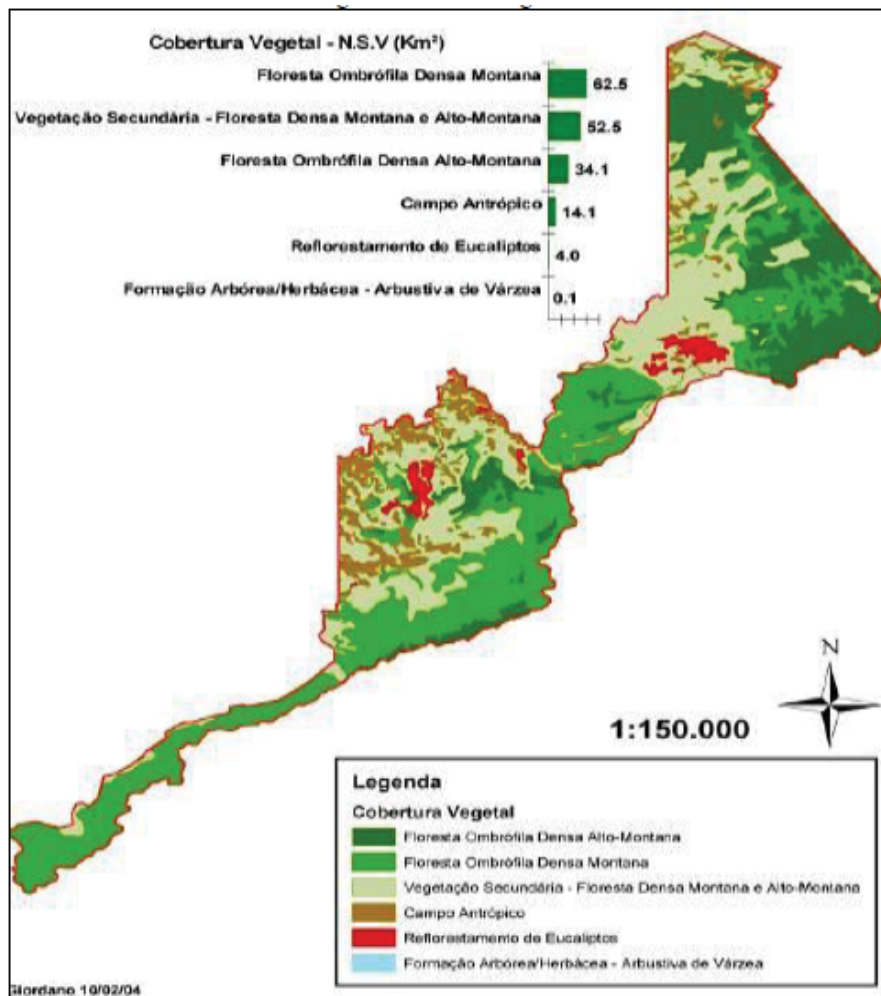 Cobertura Vegetal - N.S.V (Km²)
Floresta Ombrófila Densa Montana
62.5
Vegetação Secundária - Floresta Densa Montana e Alto-Montana
52.5
Floresta Ombrófila Densa Alto-Montana
34.1
Campo Antrópico
14.1
Reflorestamento de Eucaliptos
4.0
Formação Arbórea/Herbácea - Arbustiva de Várzea
0.1
N
1:150.000
Legenda
Cobertura Vegetal
Floresta Ombrófila Densa Alto-Montana
Floresta Ombrófila Densa Montana
Vegetação Secundária - Floresta Densa Montana e Alto-Montana
Campo Antrópico
Reflorestamento de Eucaliptos
Formação Arbórea/Herbácea - Arbustiva de Várzea
Giordano 10/02/04